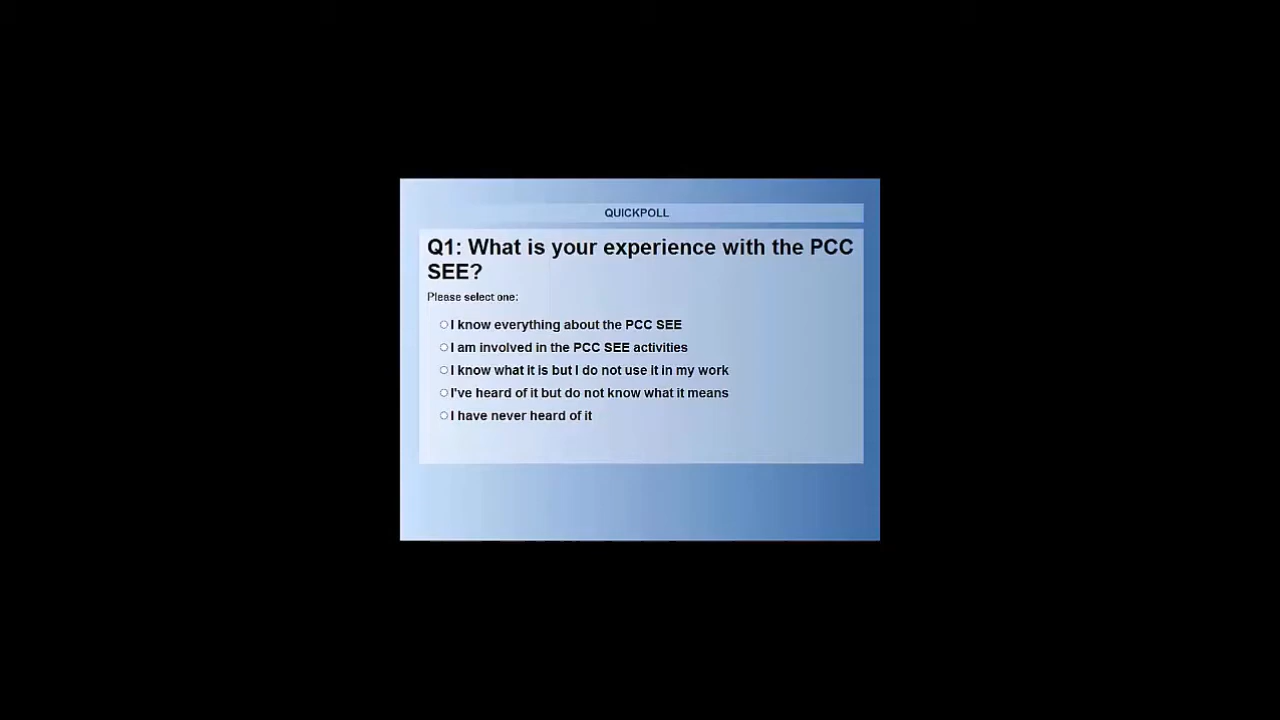 QUICKPOLL
Q1: What is your experience with the PCC
SEE?
Please select one:
I know everything about the PCC SEE
I am involved in the PCC SEE activities
I know what it is but I do not use it in my work
I've heard of it but do not know what it means
I have never heard of it